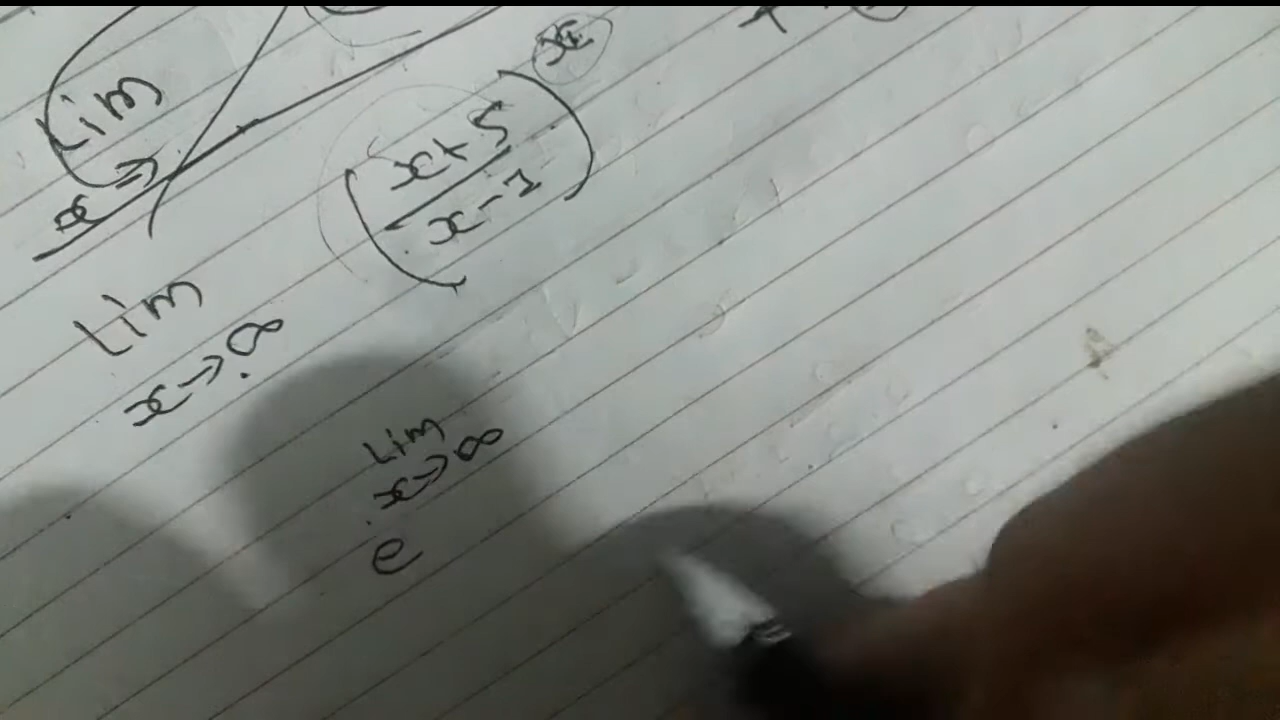 Lim
x→
Lim
x→∞
(x+5/x-1)^x
Lim
x→∞
e